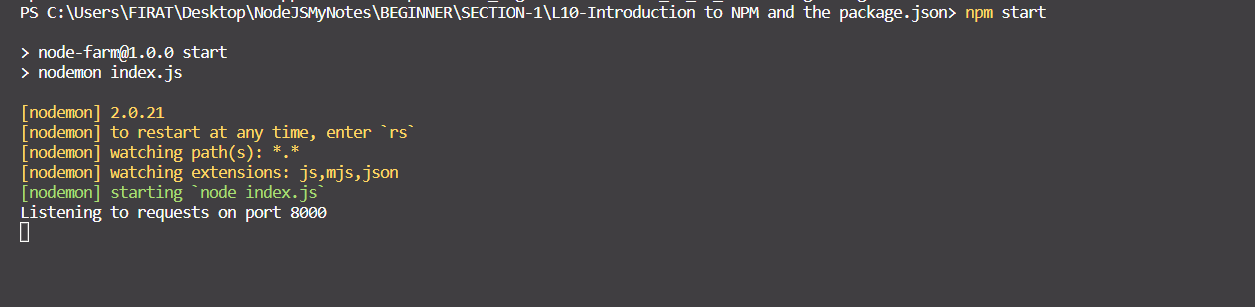 PS C:\Users\FIRAT\Desktop\NodeJSMyNotes\BEGINNER\SECTION-1\L10-Introduction to NPM and the package.json> npm start
> node-farm@1.0.0 start
> nodemon index.js
[nodemon] 2.0.21
[nodemon] to restart at any time, enter `rs`
[nodemon] watching path(s): *.*
[nodemon] watching extensions: js,mjs,json
[nodemon] starting `node index.js`
Listening to requests on port 8000